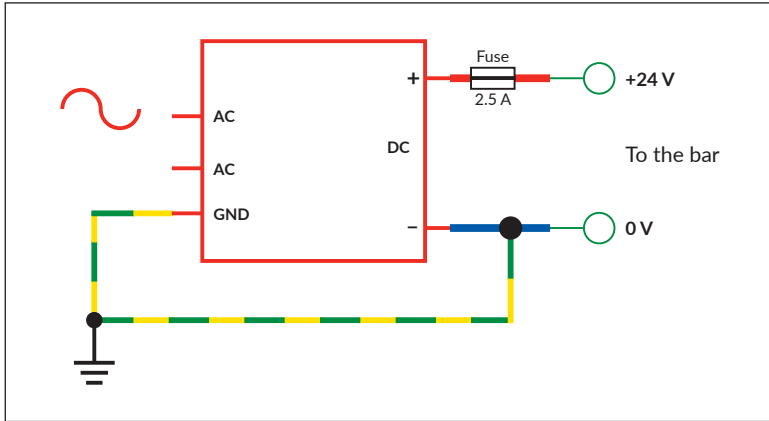 Fuse
+
+24 V
2.5 A
AC
DC
To the bar
AC
GND
−
0 V